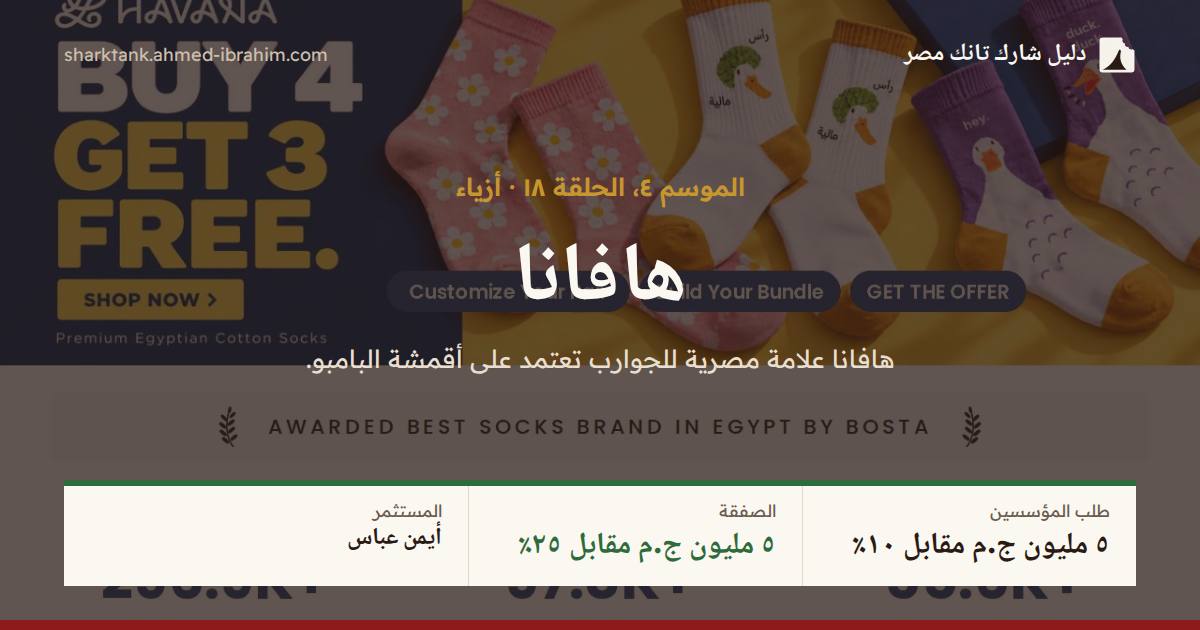 HAVANA
دليل شارك تانك مصر
sharktank.ahmed-ibrahim.com
BUY 4
GET 3
FREE.
SHOP NOW >
Premium Egyptian Cotton Socks
رأس
مالية
رأس
مالية
hey.
duck.
الموسم ٤، الحلقة ١٨ · أزياء
هافانا
Customize
Your Bundle
GET THE OFFER
هافانا علامة مصرية للجوارب تعتمد على أقمشة البامبو.
AWARDED BEST SOCKS BRAND IN EGYPT BY BOSTA
طلب المؤسسين
٥ مليون ج.م مقابل ١٠٪
الصفقة
٥ مليون ج.م مقابل ٢٥٪
المستثمر
أيمن عباس